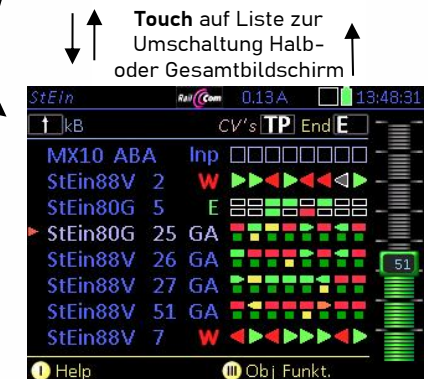 Touch auf Liste zur
Umschaltung Halb-
oder Gesamtbildschirm
StEin RailCom 0.13A 13:48:31
↑ kB CV's TP End E
MX10 ABA Inp
StEin88V 2 W
StEin80G 5 E
StEin80G 25 GA
StEin88V 26 GA
StEin88V 27 GA
StEin88V 51 GA
StEin88V 7 W
51
I Help III Obj Funkt.